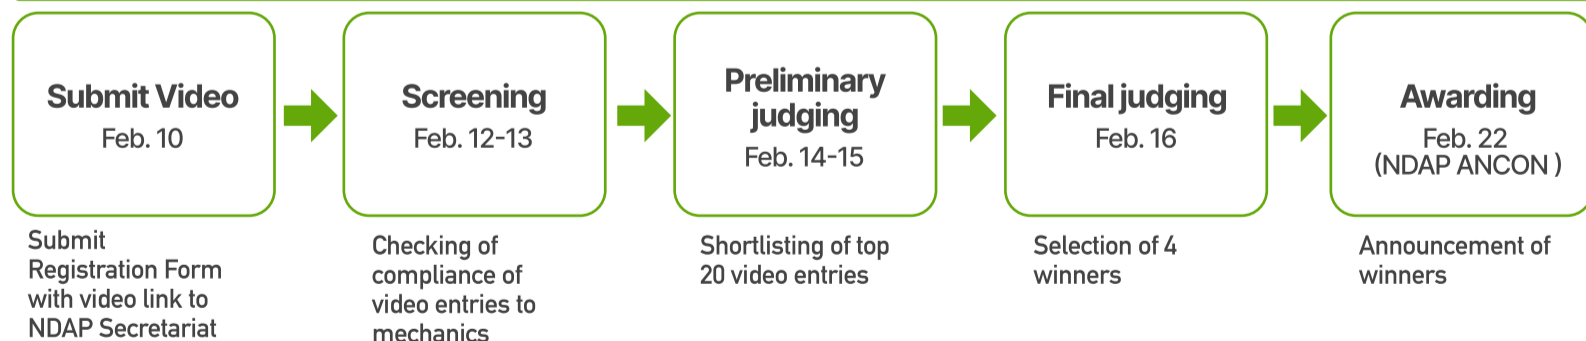 Submit Video
Feb. 10
Screening
Feb. 12-13
Preliminary
judging
Feb. 14-15
Final judging
Feb. 16
Awarding
Feb. 22
(NDAP ANCON )
Submit
Registration Form
with video link to
NDAP Secretariat
Checking of
compliance of
video entries to
mechanics
Shortlisting of top
20 video entries
Selection of 4
winners
Announcement of
winners